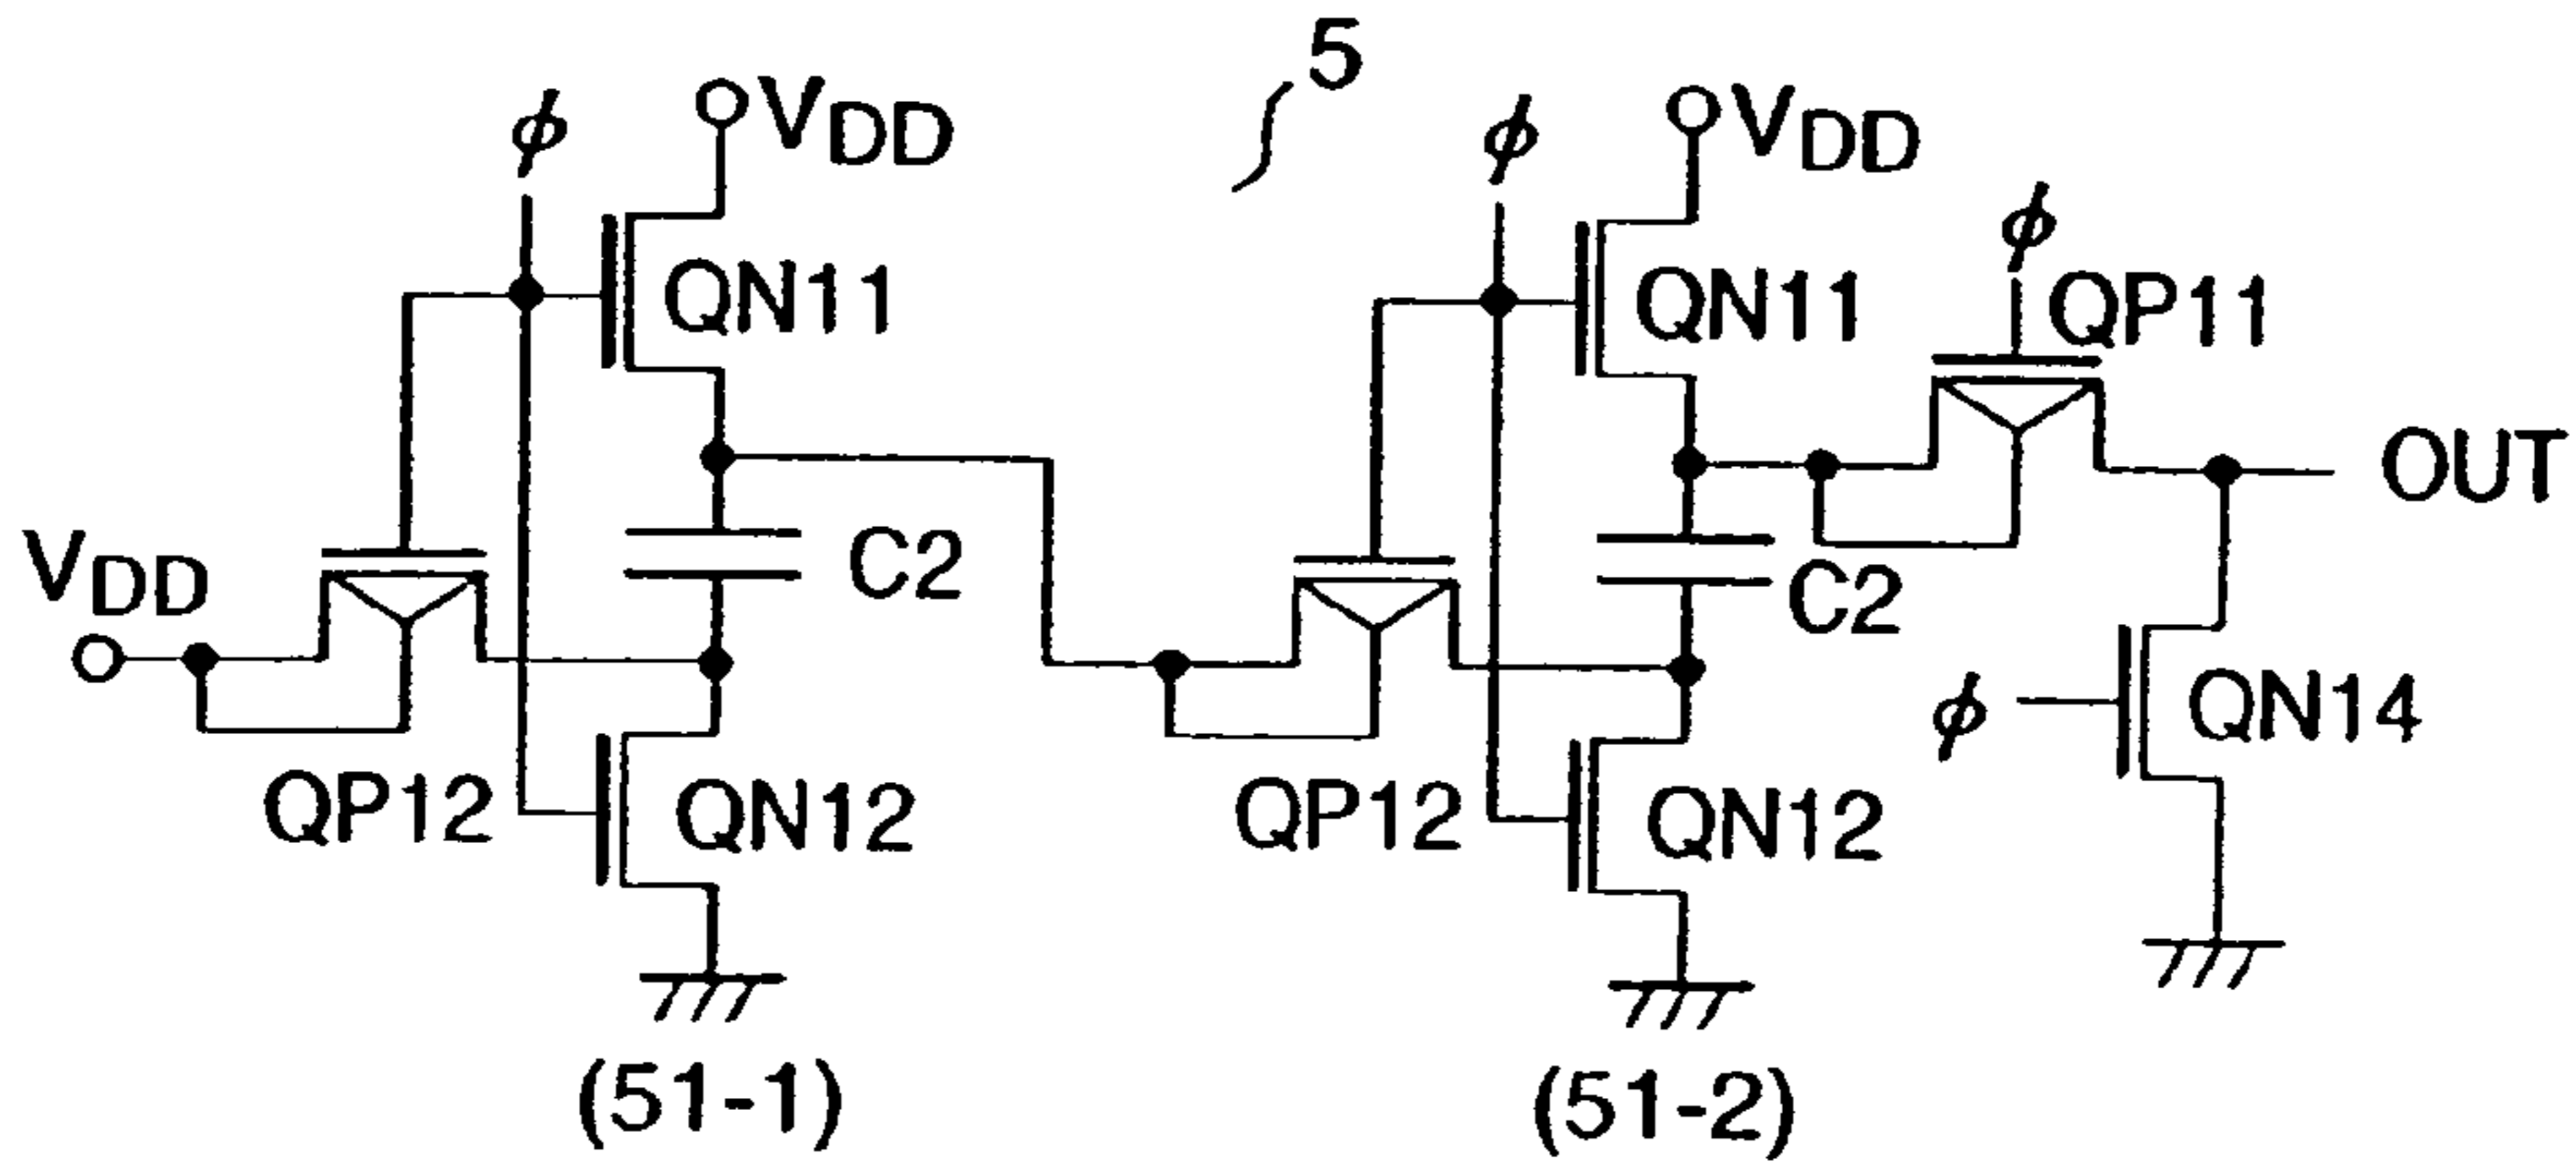 5
ϕ
VDD
ϕ
VDD
ϕ
QN11
QN11
QP11
OUT
VDD
C2
C2
ϕ
QN14
QP12
QN12
QP12
QN12
(51-1)
(51-2)